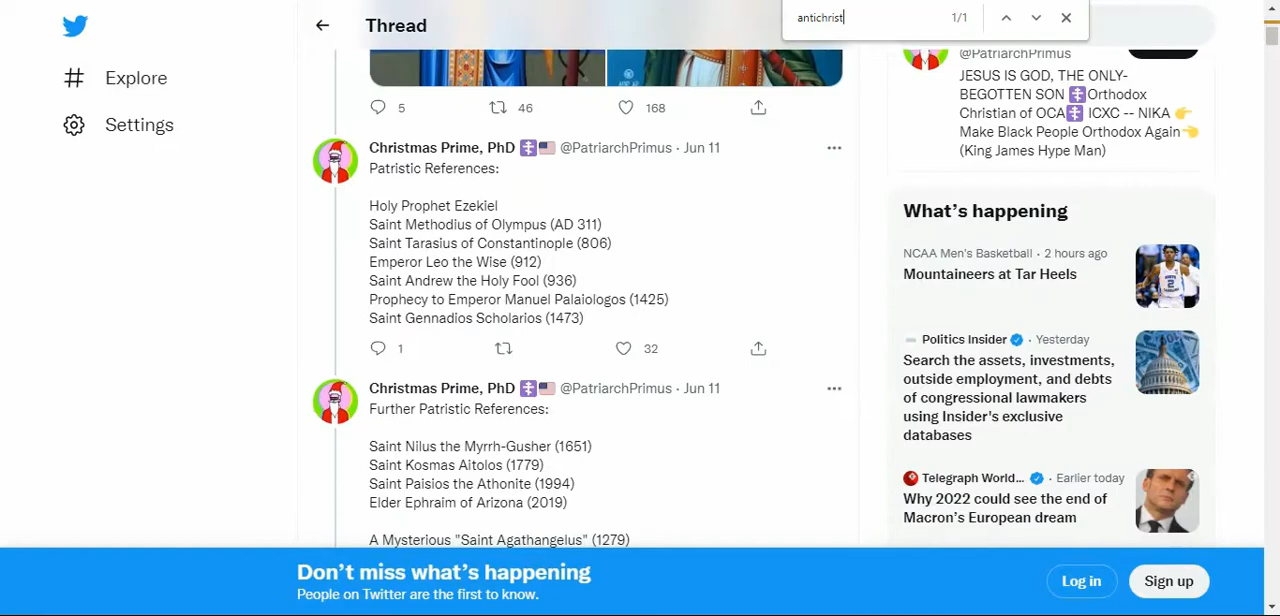 Thread
antichrist
1/1
Explore
Settings
5
46
168
Christmas Prime, PhD @PatriarchPrimus · Jun 11
Patristic References:
Holy Prophet Ezekiel
Saint Methodius of Olympus (AD 311)
Saint Tarasius of Constantinople (806)
Emperor Leo the Wise (912)
Saint Andrew the Holy Fool (936)
Prophecy to Emperor Manuel Palaiologos (1425)
Saint Gennadios Scholarios (1473)
1
32
Christmas Prime, PhD @PatriarchPrimus · Jun 11
Further Patristic References:
Saint Nilus the Myrrh-Gusher (1651)
Saint Kosmas Aitolos (1779)
Saint Paisios the Athonite (1994)
Elder Ephraim of Arizona (2019)
A Mysterious "Saint Agathangelus" (1279)
@PatriarchPrimus
JESUS IS GOD, THE ONLY-
BEGOTTEN SON ☦️Orthodox
Christian of OCA☦️ ICXC -- NIKA 👉
Make Black People Orthodox Again👈
(King James Hype Man)
What's happening
NCAA Men's Basketball · 2 hours ago
Mountaineers at Tar Heels
Politics Insider · Yesterday
Search the assets, investments,
outside employment, and debts
of congressional lawmakers
using Insider's exclusive
databases
Telegraph World... · Earlier today
Why 2022 could see the end of
Macron's European dream
Don't miss what's happening
People on Twitter are the first to know.
Log in
Sign up